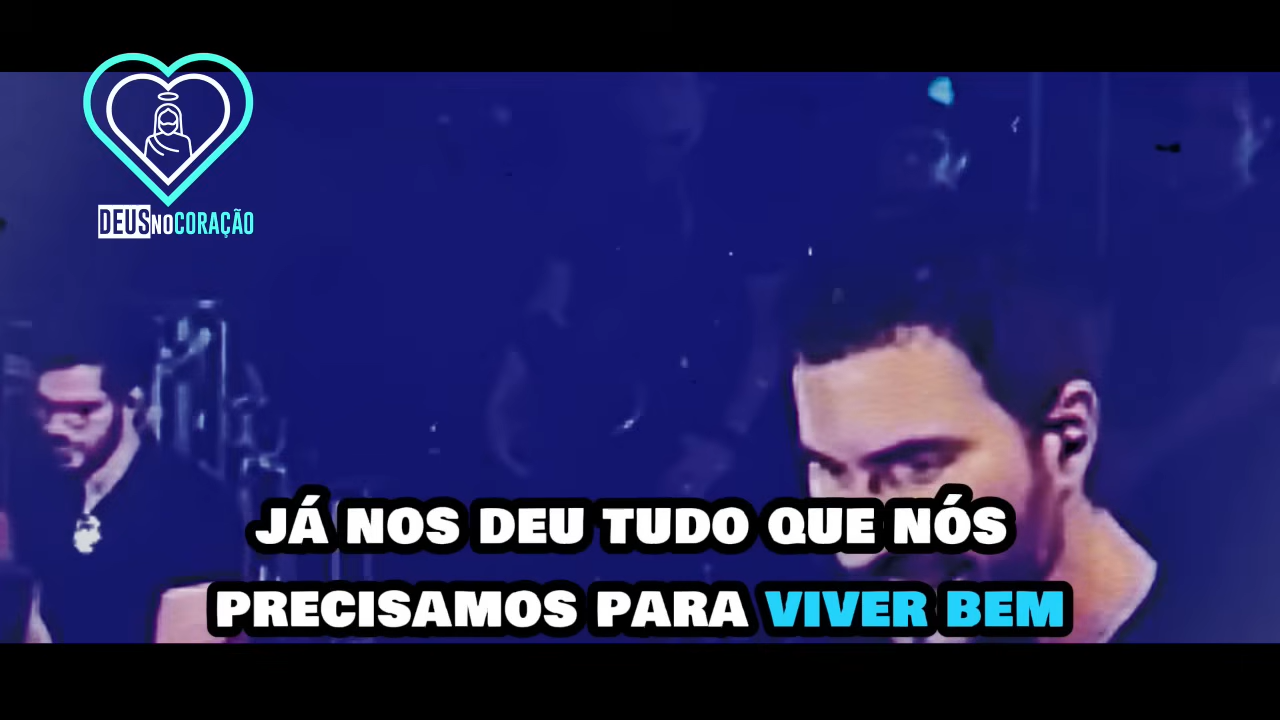 DEUSNOCORAÇÃO
JÁ NOS DEU TUDO QUE NÓS
PRECISAMOS PARA VIVER BEM